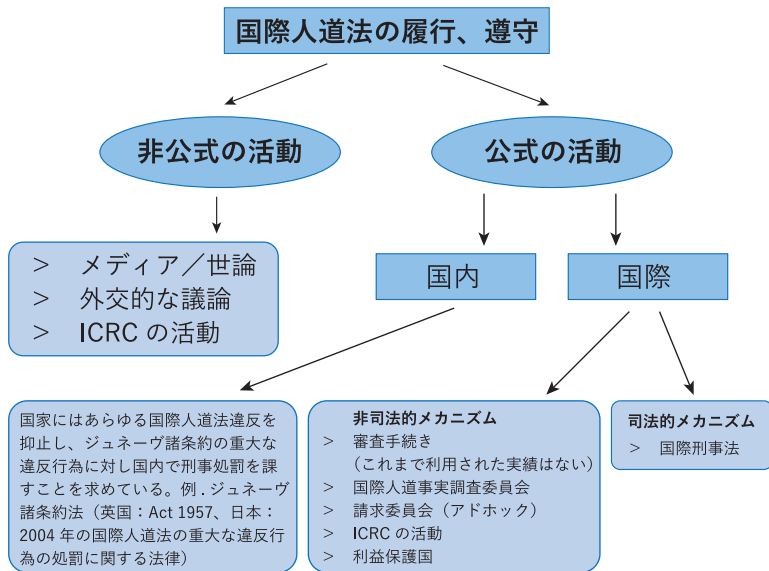 国際人道法の履行、遵守
非公式の活動
公式の活動
> メディア／世論
> 外交的な議論
> ICRC の活動
国内
国際
国家にはあらゆる国際人道法違反を
抑止し、ジュネーヴ諸条約の重大な
違反行為に対し国内で刑事処罰を課
すことを求めている。例 . ジュネーヴ
諸条約法（英国：Act 1957、日本：
2004 年の国際人道法の重大な違反行
為の処罰に関する法律）
非司法的メカニズム
> 審査手続き
（これまで利用された実績はない）
> 国際人道事実調査委員会
> 請求委員会（アドホック）
> ICRC の活動
> 利益保護国
司法的メカニズム
> 国際刑事法